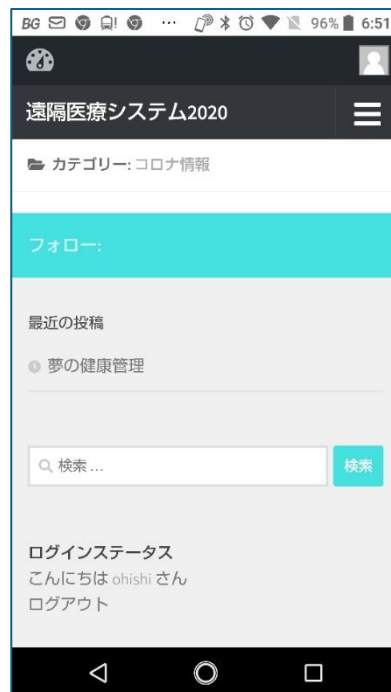 BG 96% 6:51
遠隔医療システム2020
カテゴリー: コロナ情報
フォロー:
最近の投稿
夢の健康管理
検索 ...
検索
ログインステータス
こんにちは ohishi さん
ログアウト